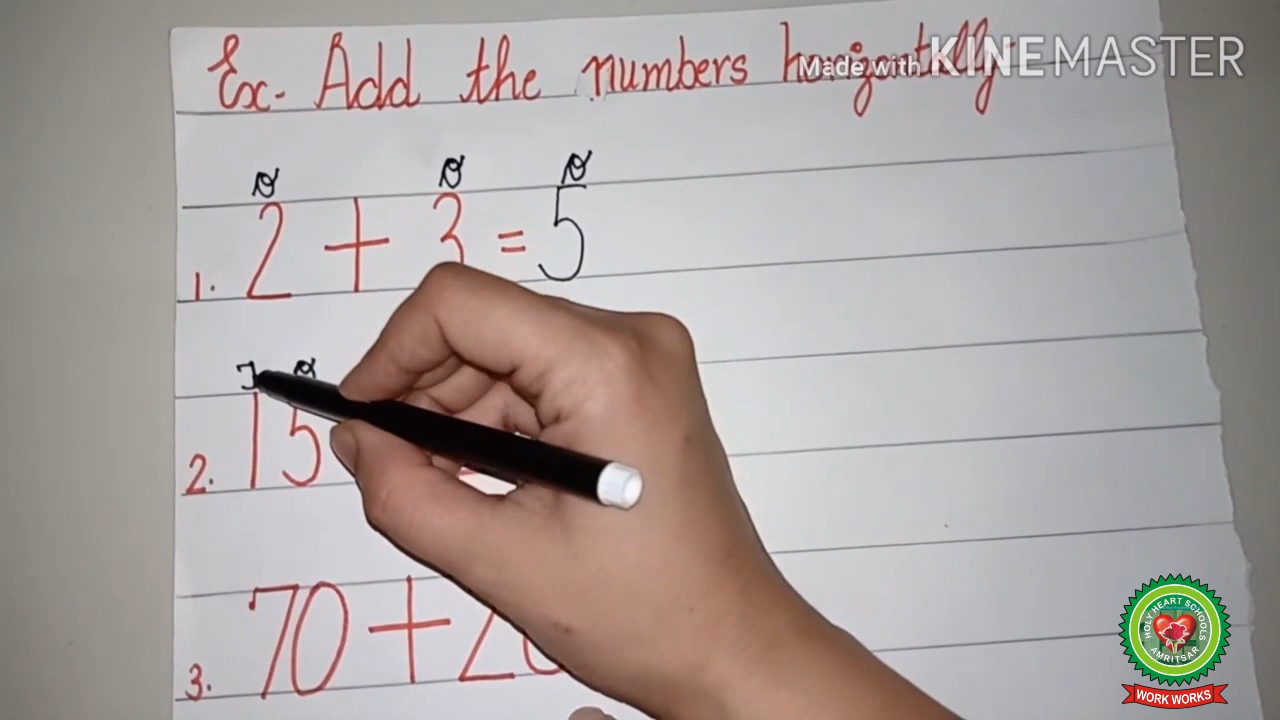 Ex. Add the numbers horizontally
Made with KINEMASTER
1. 2 + 3 = 5
2. 15
3. 70 +
HOLY HEART SCHOOLS
AMRITSAR
WORK WORKS